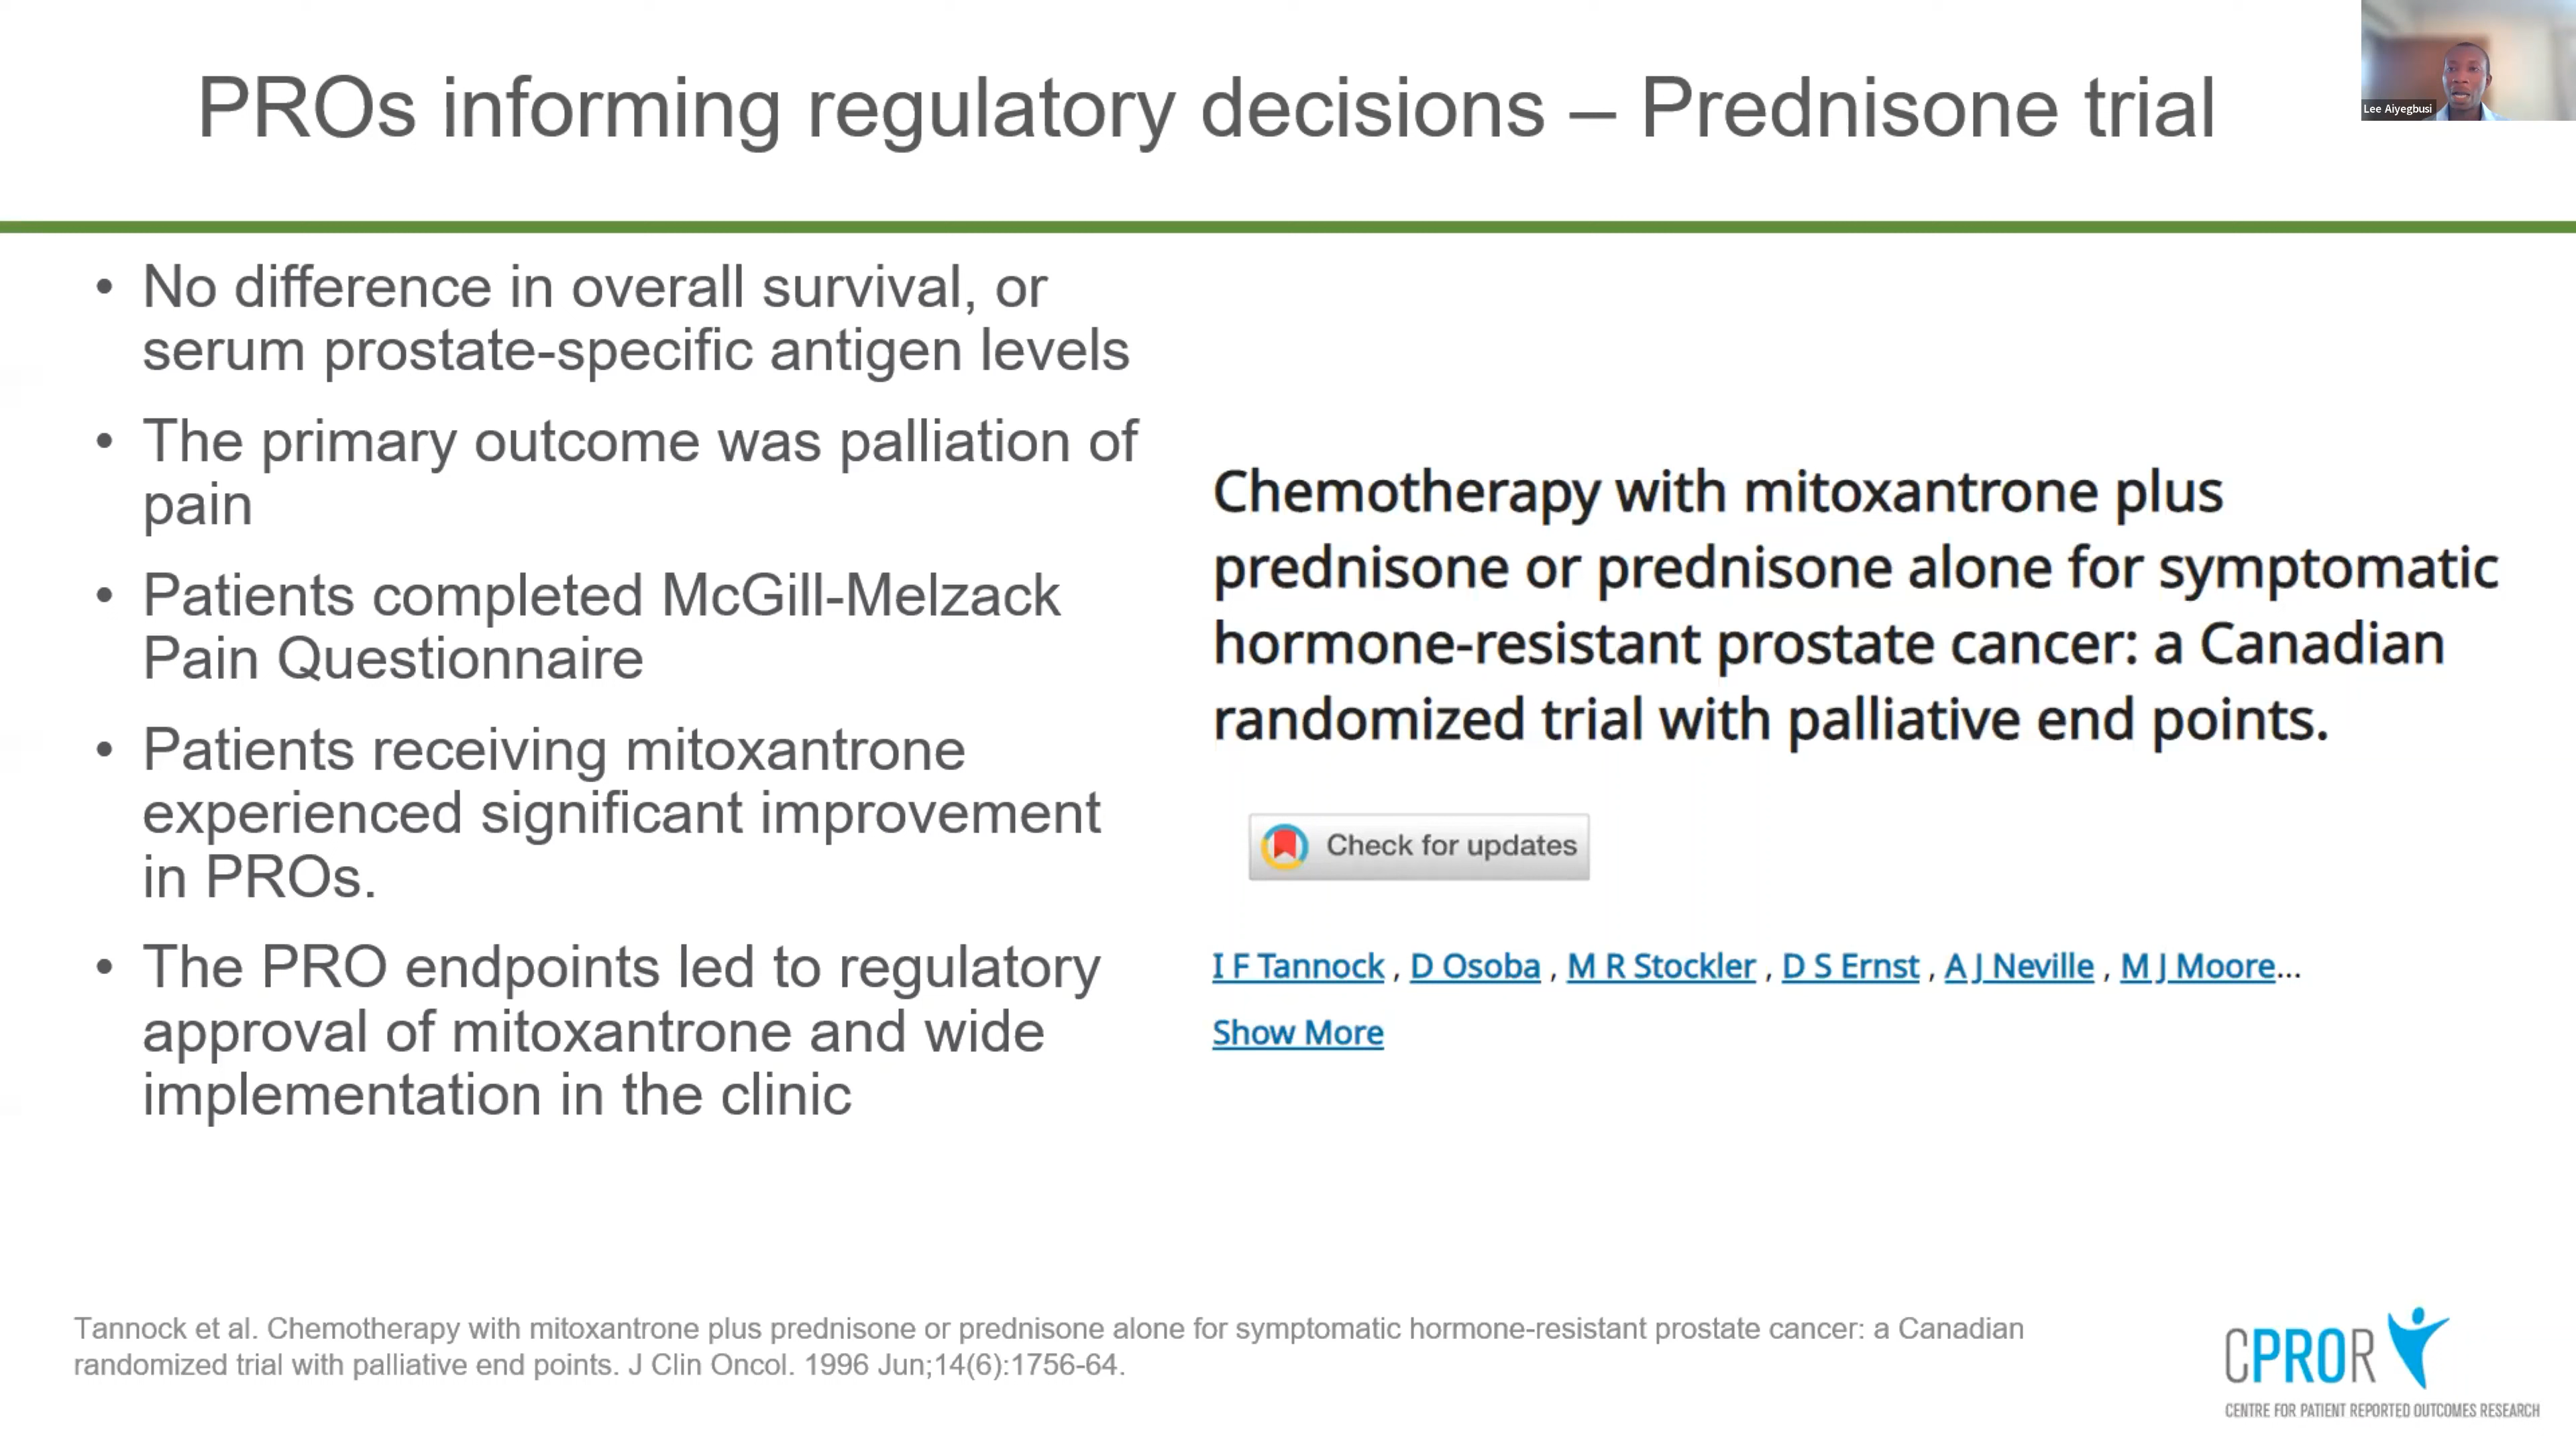 PROs informing regulatory decisions – Prednisone trial
Lee Aiyegbusi
• No difference in overall survival, or
serum prostate-specific antigen levels
• The primary outcome was palliation of
pain
• Patients completed McGill-Melzack
Pain Questionnaire
• Patients receiving mitoxantrone
experienced significant improvement
in PROs.
• The PRO endpoints led to regulatory
approval of mitoxantrone and wide
implementation in the clinic
Chemotherapy with mitoxantrone plus
prednisone or prednisone alone for symptomatic
hormone-resistant prostate cancer: a Canadian
randomized trial with palliative end points.
Check for updates
I F Tannock , D Osoba , M R Stockler , D S Ernst , A J Neville , M J Moore...
Show More
Tannock et al. Chemotherapy with mitoxantrone plus prednisone or prednisone alone for symptomatic hormone-resistant prostate cancer: a Canadian
randomized trial with palliative end points. J Clin Oncol. 1996 Jun;14(6):1756-64.
CPROR
CENTRE FOR PATIENT REPORTED OUTCOMES RESEARCH